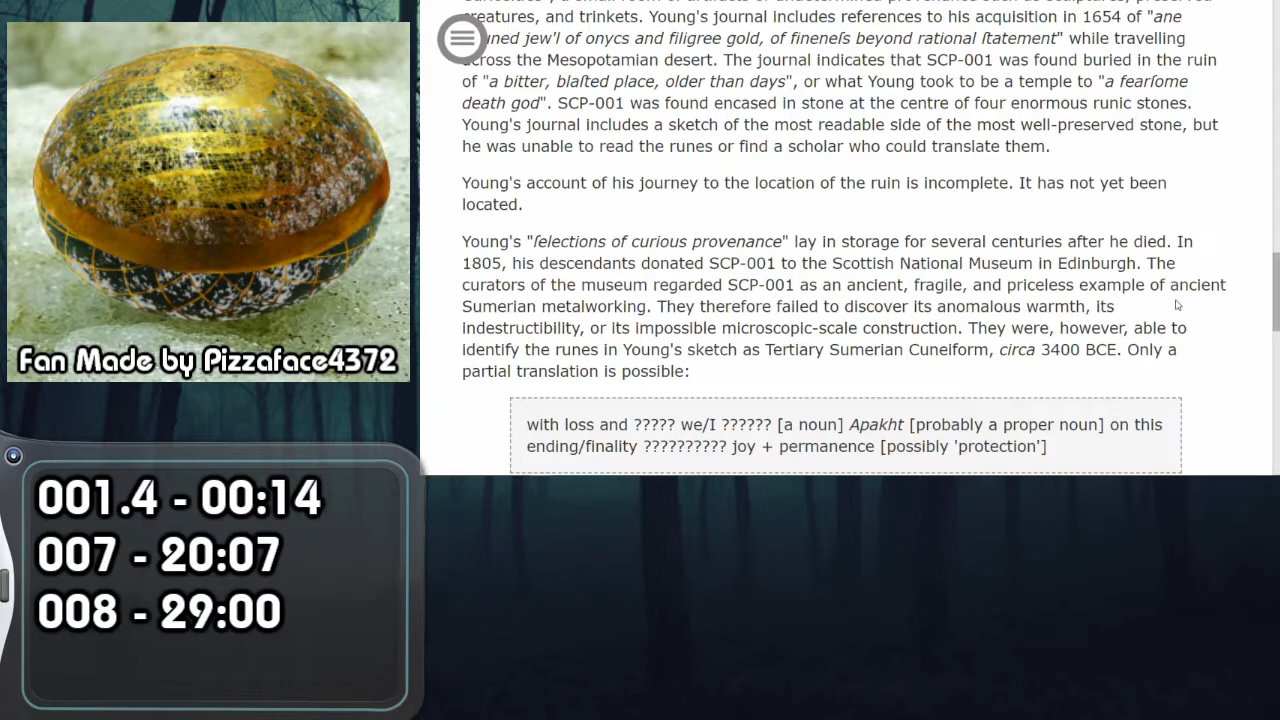 Fan Made by Pizzaface4372
001.4 - 00:14
007 - 20:07
008 - 29:00
creatures, and trinkets. Young's journal includes references to his acquisition in 1654 of "ane
jew'l of onycs and filigree gold, of fineneſs beyond rational ſtatement" while travelling
across the Mesopotamian desert. The journal indicates that SCP-001 was found buried in the ruin
of "a bitter, blaſted place, older than days", or what Young took to be a temple to "a fearſome
death god". SCP-001 was found encased in stone at the centre of four enormous runic stones.
Young's journal includes a sketch of the most readable side of the most well-preserved stone, but
he was unable to read the runes or find a scholar who could translate them.
Young's account of his journey to the location of the ruin is incomplete. It has not yet been
located.
Young's "ſelections of curious provenance" lay in storage for several centuries after he died. In
1805, his descendants donated SCP-001 to the Scottish National Museum in Edinburgh. The
curators of the museum regarded SCP-001 as an ancient, fragile, and priceless example of ancient
Sumerian metalworking. They therefore failed to discover its anomalous warmth, its
indestructibility, or its impossible microscopic-scale construction. They were, however, able to
identify the runes in Young's sketch as Tertiary Sumerian Cuneiform, circa 3400 BCE. Only a
partial translation is possible:
with loss and ????? we/I ?????? [a noun] Apakht [probably a proper noun] on this
ending/finality ?????????? joy + permanence [possibly 'protection']